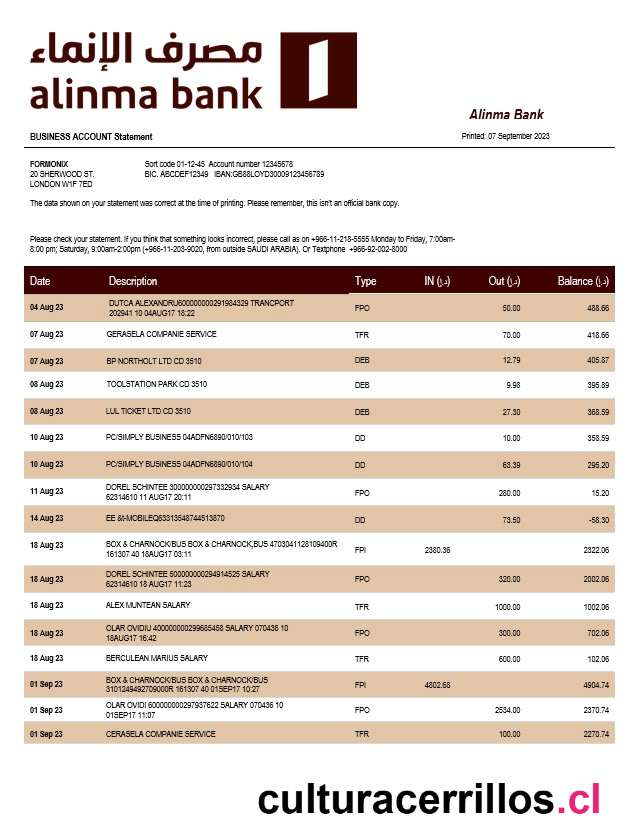 مصرف الإنماء
alinma bank
Alinma Bank
BUSINESS ACCOUNT Statement
Printed: 07 September 2023
FORMONIX Sort code 01-12-45 Account number 12345678
20 SHERWOOD ST. BIC. ABCDEF12349 IBAN:GB88LOYD30009123456789
LONDON W1F 7ED
The data shown on your statement was correct at the time of printing. Please remember, this isn't an official bank copy.
Please check your statement. If you think that something looks incorrect, please call as on +966-11-218-5555 Monday to Friday, 7:00am-
8:00 pm; Saturday, 9:00am-2:00pm (+966-11-203-9020, from outside SAUDI ARABIA). Or Textphone +966-92-002-8000
Date Description Type IN (د.إ) Out (د.إ) Balance (د.إ)
04 Aug 23 DUTCA ALEXANDRU600000000291984329 TRANCPORT FPO 50.00 488.66
202941 10 04AUG17 18:22
07 Aug 23 GERASELA COMPANIE SERVICE TFR 70.00 418.66
07 Aug 23 BP NORTHOLT LTD CD 3510 DEB 12.79 405.87
08 Aug 23 TOOLSTATION PARK CD 3510 DEB 9.98 395.89
08 Aug 23 LUL TICKET LTD CD 3510 DEB 27.30 368.59
10 Aug 23 PC/SIMPLY BUSINESS 04ADFN6890/010/103 DD 10.00 358.59
10 Aug 23 PC/SIMPLY BUSINESS 04ADFN6890/010/104 DD 63.39 295.20
11 Aug 23 DOREL SCHINTEE 300000000297332934 SALARY FPO 280.00 15.20
62314610 11 AUG17 20:11
14 Aug 23 EE &t-MOBILEQ63313548744513870 DD 73.50 -58.30
18 Aug 23 BOX & CHARNOCK/BUS BOX & CHARNOCK,BUS 4703041128109400R FPI 2380.36 2322.06
161307 40 18AUG17 03:11
18 Aug 23 DOREL SCHINTEE 500000000294914525 SALARY FPO 320.00 2002.06
62314610 18 AUG17 11:23
18 Aug 23 ALEX MUNTEAN SALARY TFR 1000.00 1002.06
18 Aug 23 OLAR OVIDIU 400000000299685458 SALARY 070436 10 FPO 300.00 702.06
18AUG17 16:42
18 Aug 23 BERCULEAN MARIUS SALARY TFR 600.00 102.06
01 Sep 23 BOX & CHARNOCK/BUS BOX & CHARNOCK/BUS FPI 4802.68 4904.74
3101249492709000R 161307 40 01SEP17 10:27
01 Sep 23 OLAR OVIDI 600000000297937622 SALARY 070436 10 FPO 2534.00 2370.74
01SEP17 11:07
01 Sep 23 CERASELA COMPANIE SERVICE TFR 100.00 2270.74
culturacerrillos.cl